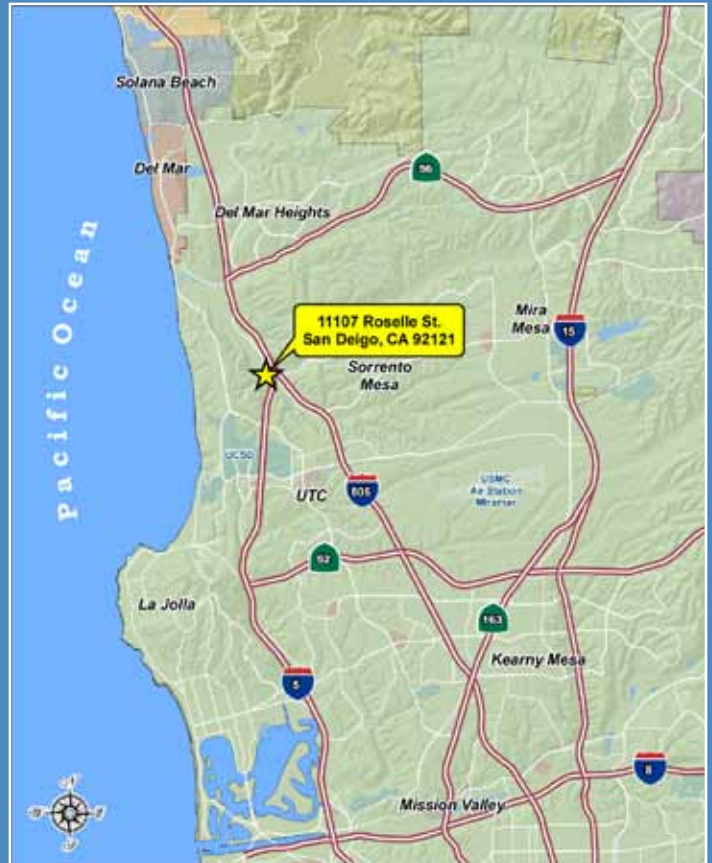 Solana Beach
Del Mar
56
Del Mar Heights
Pacific Ocean
11107 Roselle St.
San Deigo, CA 92121
Mira
Mesa
15
Sorrento
Mesa
UCSD
UTC
805
USMC
Air Station
Miramar
52
La Jolla
163
Kearny Mesa
5
8
Mission Valley
N
W
E
S